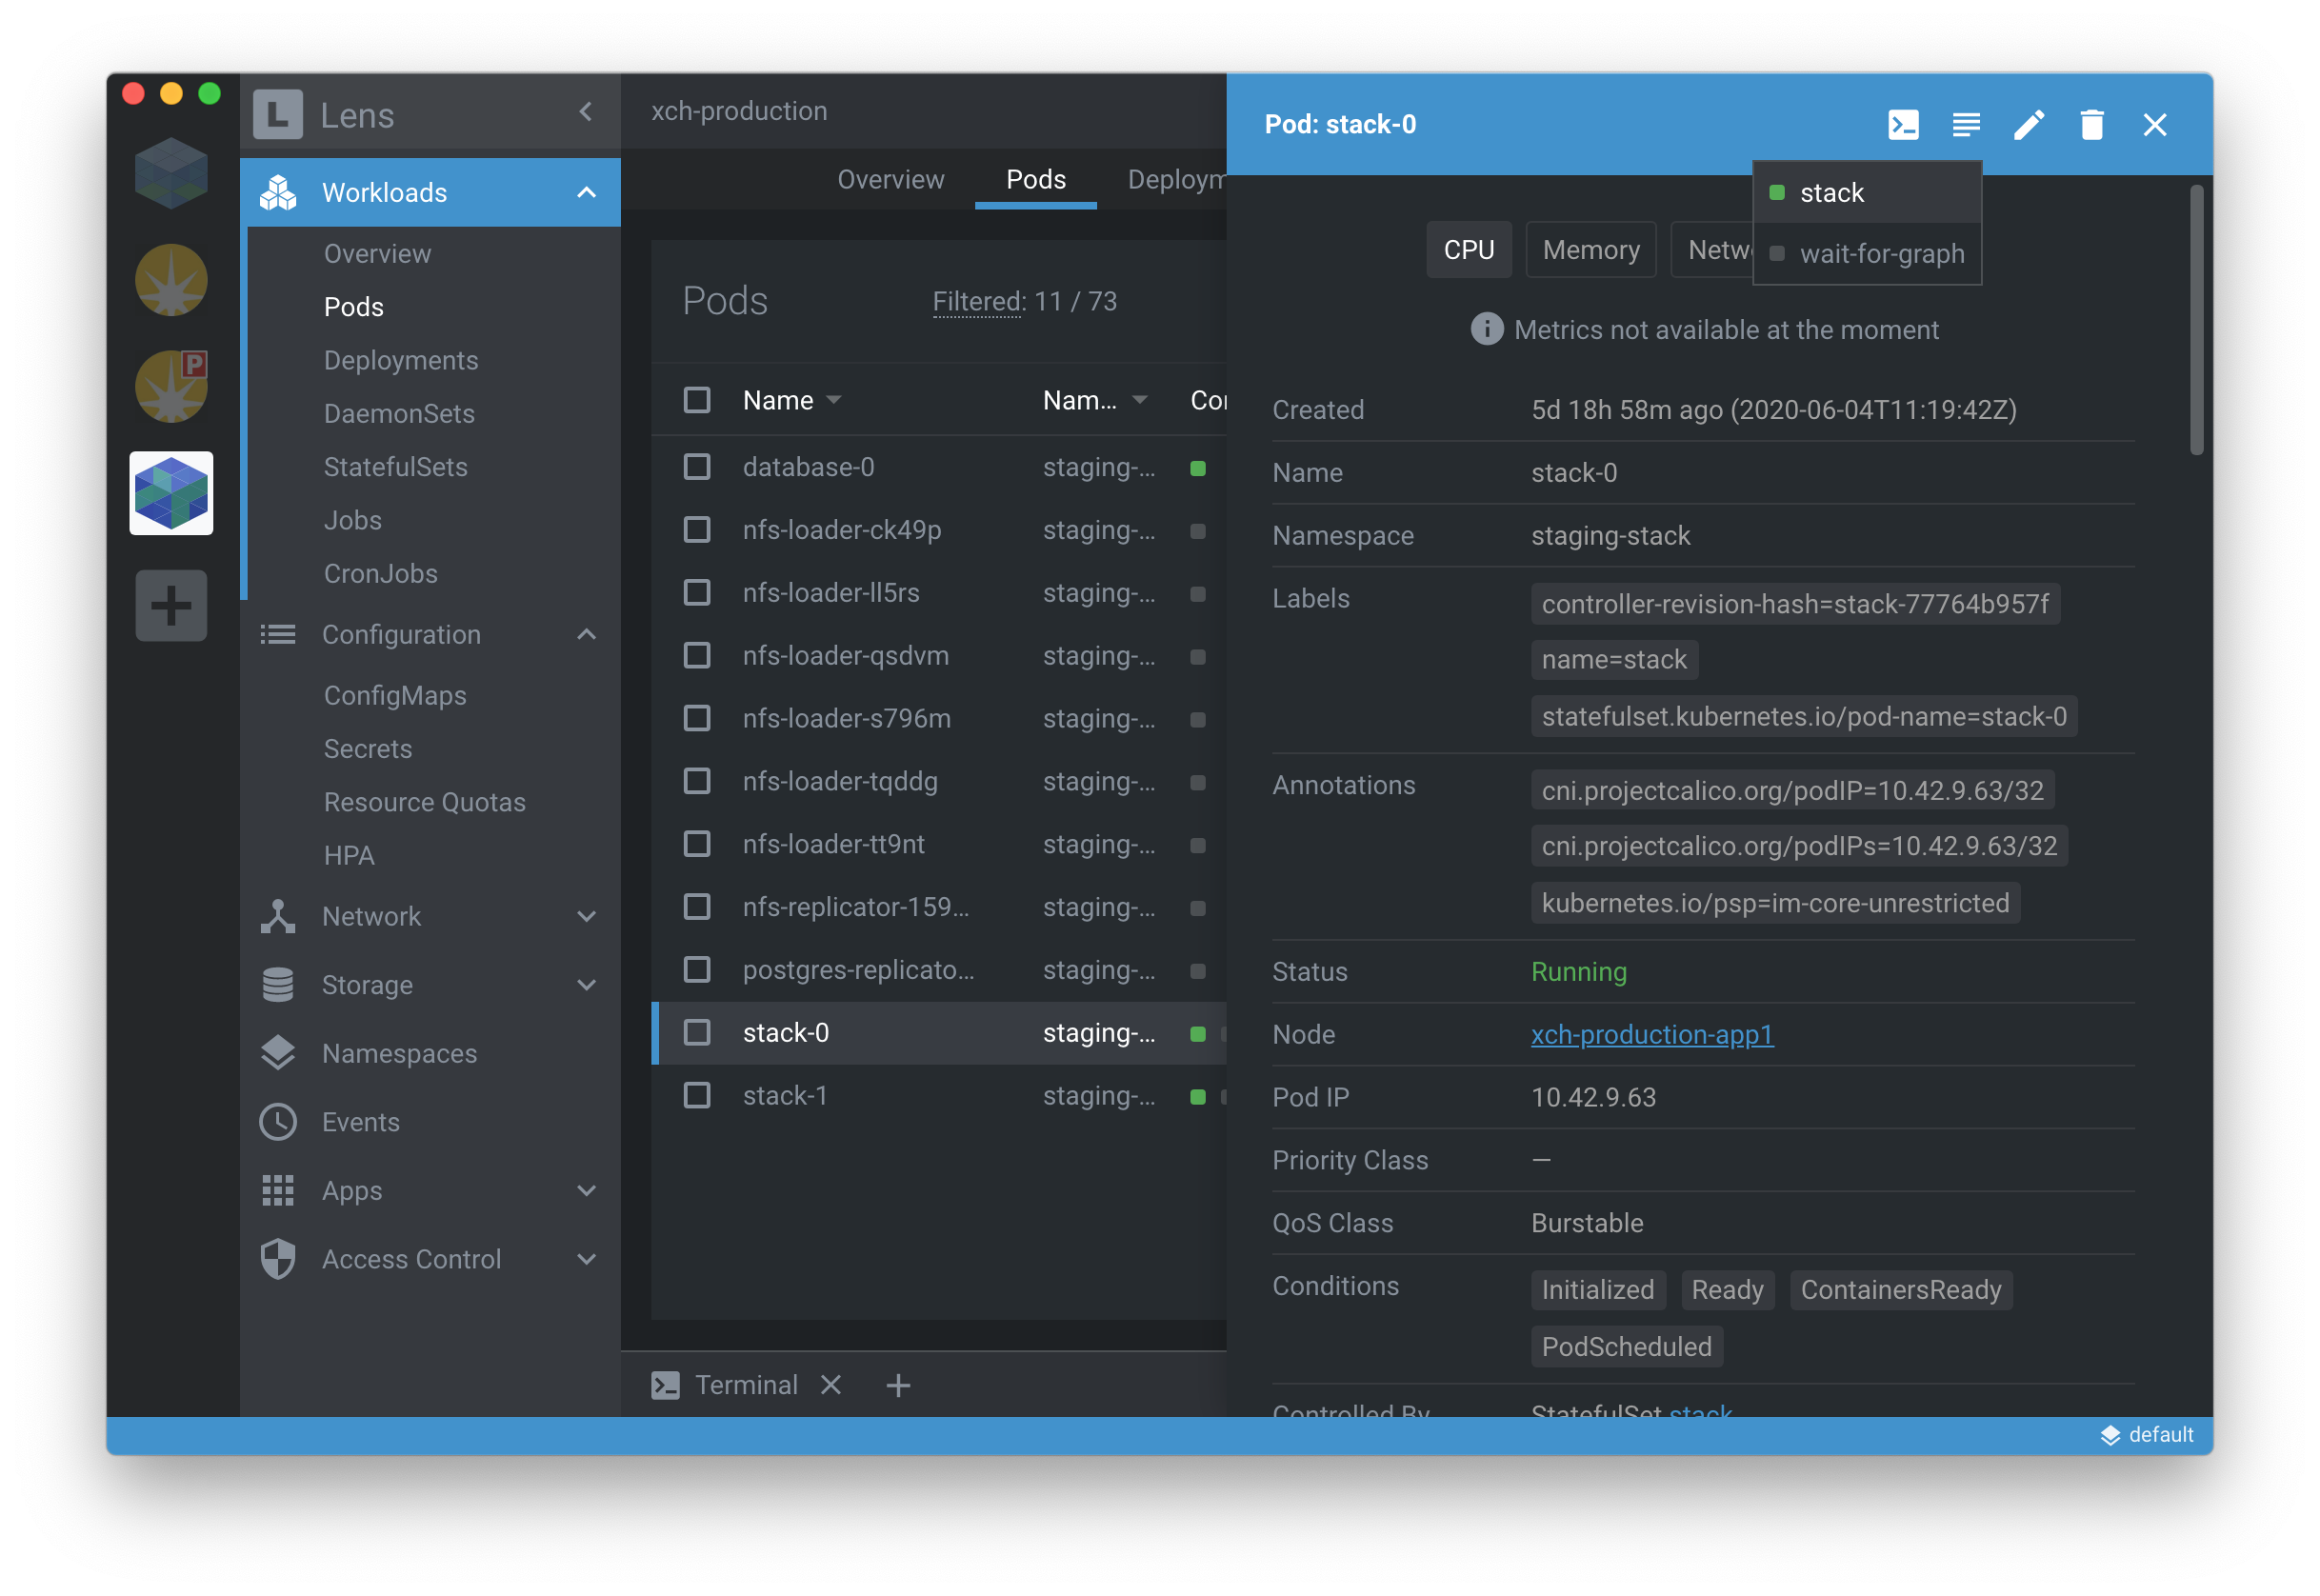 L Lens
Workloads
Overview
Pods
Deployments
DaemonSets
StatefulSets
Jobs
CronJobs
Configuration
ConfigMaps
Secrets
Resource Quotas
HPA
Network
Storage
Namespaces
Events
Apps
Access Control
P
xch-production
Overview Pods Deploym
Pods Filtered: 11 / 73
Name Nam... Con
database-0 staging-...
nfs-loader-ck49p staging-...
nfs-loader-ll5rs staging-...
nfs-loader-qsdvm staging-...
nfs-loader-s796m staging-...
nfs-loader-tqddg staging-...
nfs-loader-tt9nt staging-...
nfs-replicator-159... staging-...
postgres-replicato... staging-...
stack-0 staging-...
stack-1 staging-...
Terminal
Pod: stack-0
stack
wait-for-graph
CPU Memory Netw
Metrics not available at the moment
Created 5d 18h 58m ago (2020-06-04T11:19:42Z)
Name stack-0
Namespace staging-stack
Labels controller-revision-hash=stack-77764b957f
name=stack
statefulset.kubernetes.io/pod-name=stack-0
Annotations cni.projectcalico.org/podIP=10.42.9.63/32
cni.projectcalico.org/podIPs=10.42.9.63/32
kubernetes.io/psp=im-core-unrestricted
Status Running
Node xch-production-app1
Pod IP 10.42.9.63
Priority Class —
QoS Class Burstable
Conditions Initialized Ready ContainersReady
PodScheduled
Controlled By StatefulSet stack
default